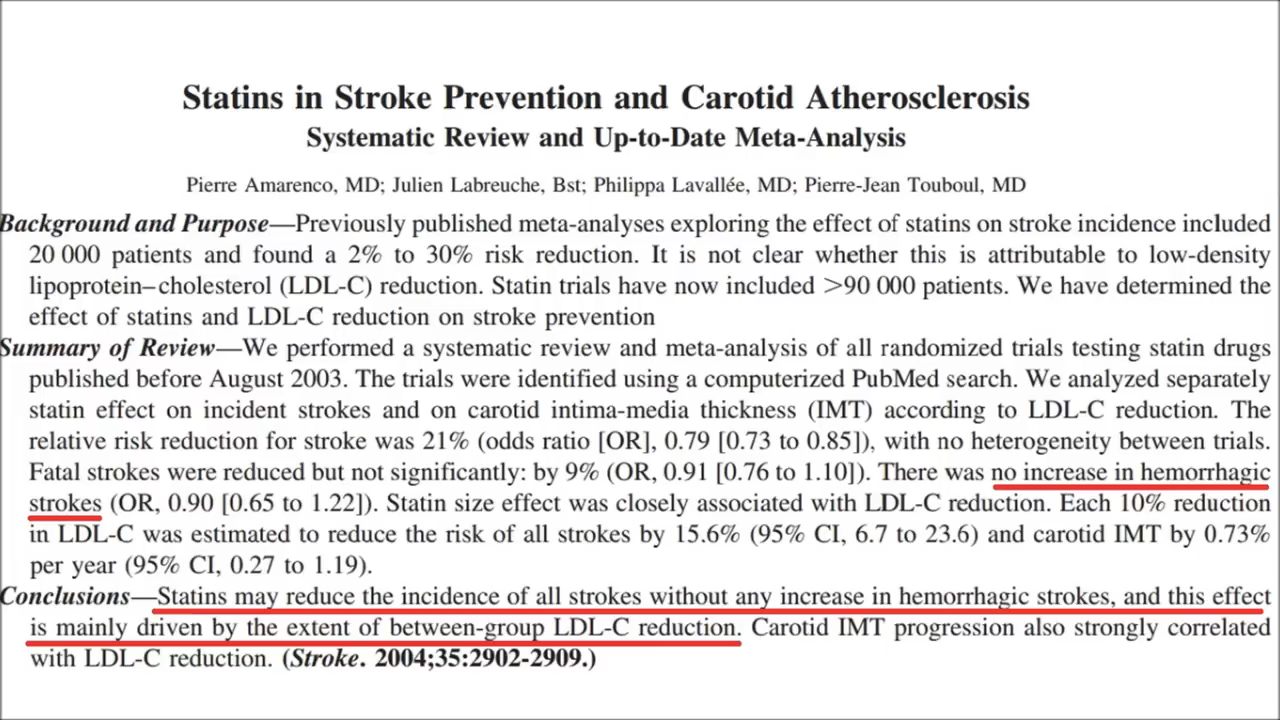 Statins in Stroke Prevention and Carotid Atherosclerosis
Systematic Review and Up-to-Date Meta-Analysis
Pierre Amarenco, MD; Julien Labreuche, Bst; Philippa Lavallée, MD; Pierre-Jean Touboul, MD
Background and Purpose—Previously published meta-analyses exploring the effect of statins on stroke incidence included
20 000 patients and found a 2% to 30% risk reduction. It is not clear whether this is attributable to low-density
lipoprotein–cholesterol (LDL-C) reduction. Statin trials have now included >90 000 patients. We have determined the
effect of statins and LDL-C reduction on stroke prevention
Summary of Review—We performed a systematic review and meta-analysis of all randomized trials testing statin drugs
published before August 2003. The trials were identified using a computerized PubMed search. We analyzed separately
statin effect on incident strokes and on carotid intima-media thickness (IMT) according to LDL-C reduction. The
relative risk reduction for stroke was 21% (odds ratio [OR], 0.79 [0.73 to 0.85]), with no heterogeneity between trials.
Fatal strokes were reduced but not significantly: by 9% (OR, 0.91 [0.76 to 1.10]). There was no increase in hemorrhagic
strokes (OR, 0.90 [0.65 to 1.22]). Statin size effect was closely associated with LDL-C reduction. Each 10% reduction
in LDL-C was estimated to reduce the risk of all strokes by 15.6% (95% CI, 6.7 to 23.6) and carotid IMT by 0.73%
per year (95% CI, 0.27 to 1.19).
Conclusions—Statins may reduce the incidence of all strokes without any increase in hemorrhagic strokes, and this effect
is mainly driven by the extent of between-group LDL-C reduction. Carotid IMT progression also strongly correlated
with LDL-C reduction. (Stroke. 2004;35:2902-2909.)